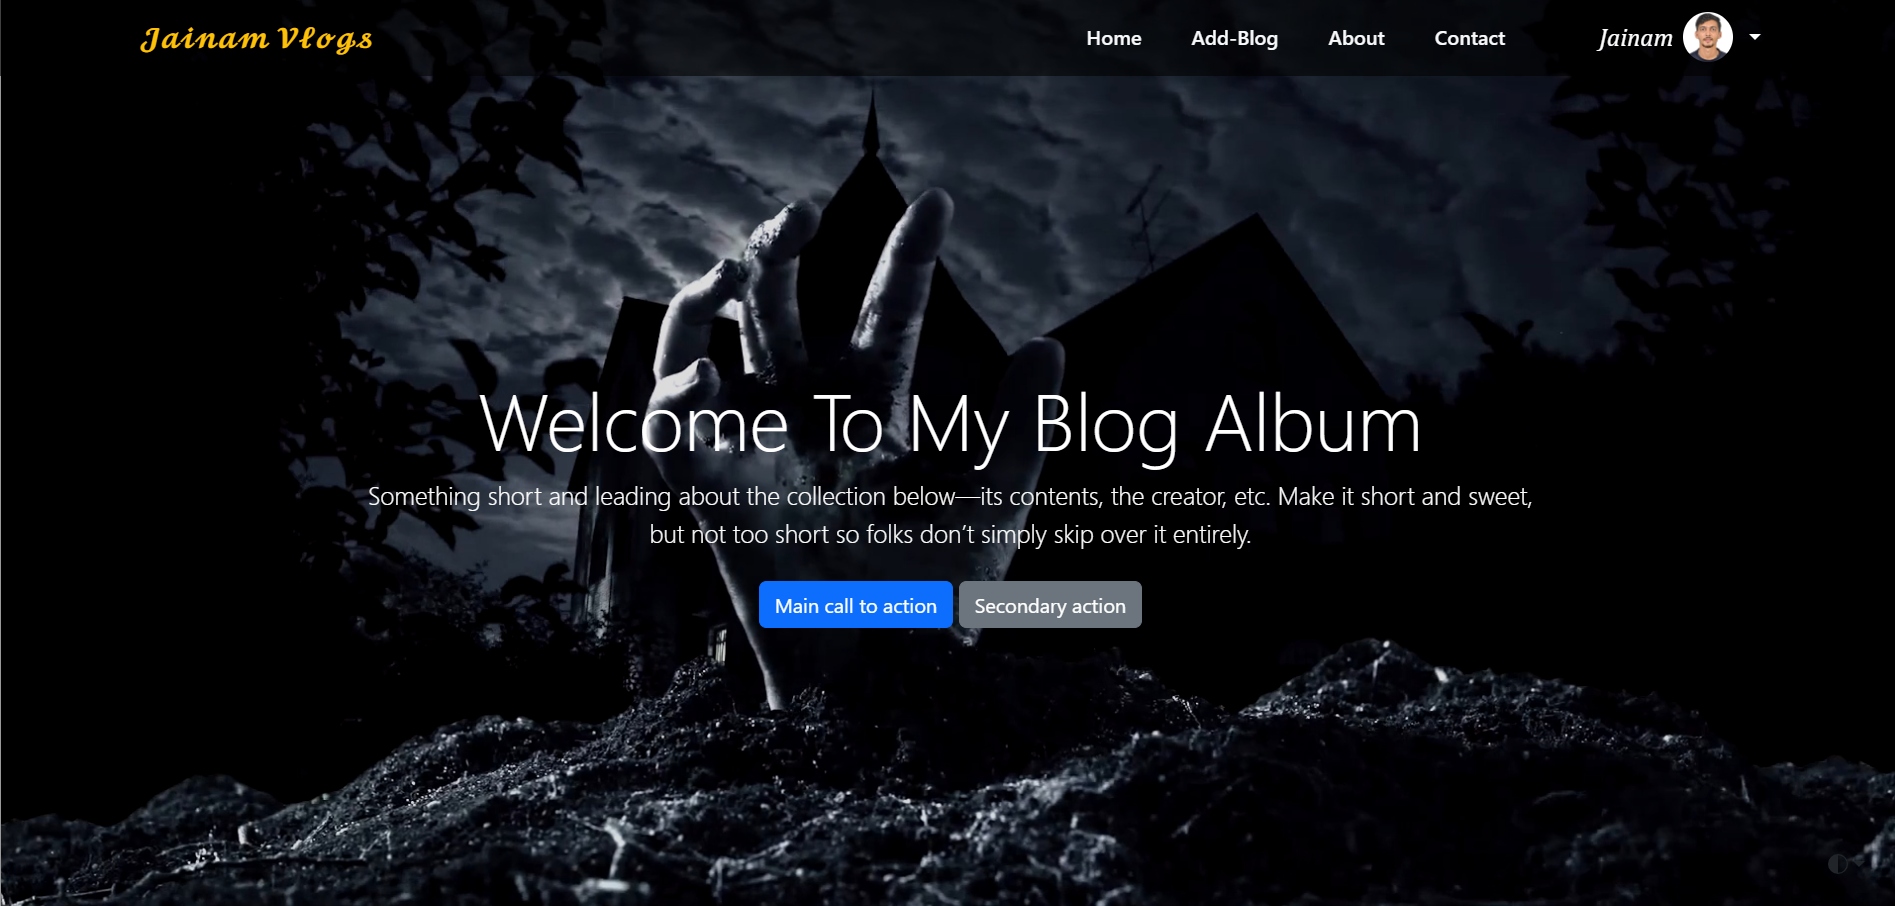 Jainam Vlogs
Home Add-Blog About Contact Jainam
Welcome To My Blog Album
Something short and leading about the collection below—its contents, the creator, etc. Make it short and sweet,
but not too short so folks don’t simply skip over it entirely.
Main call to action Secondary action